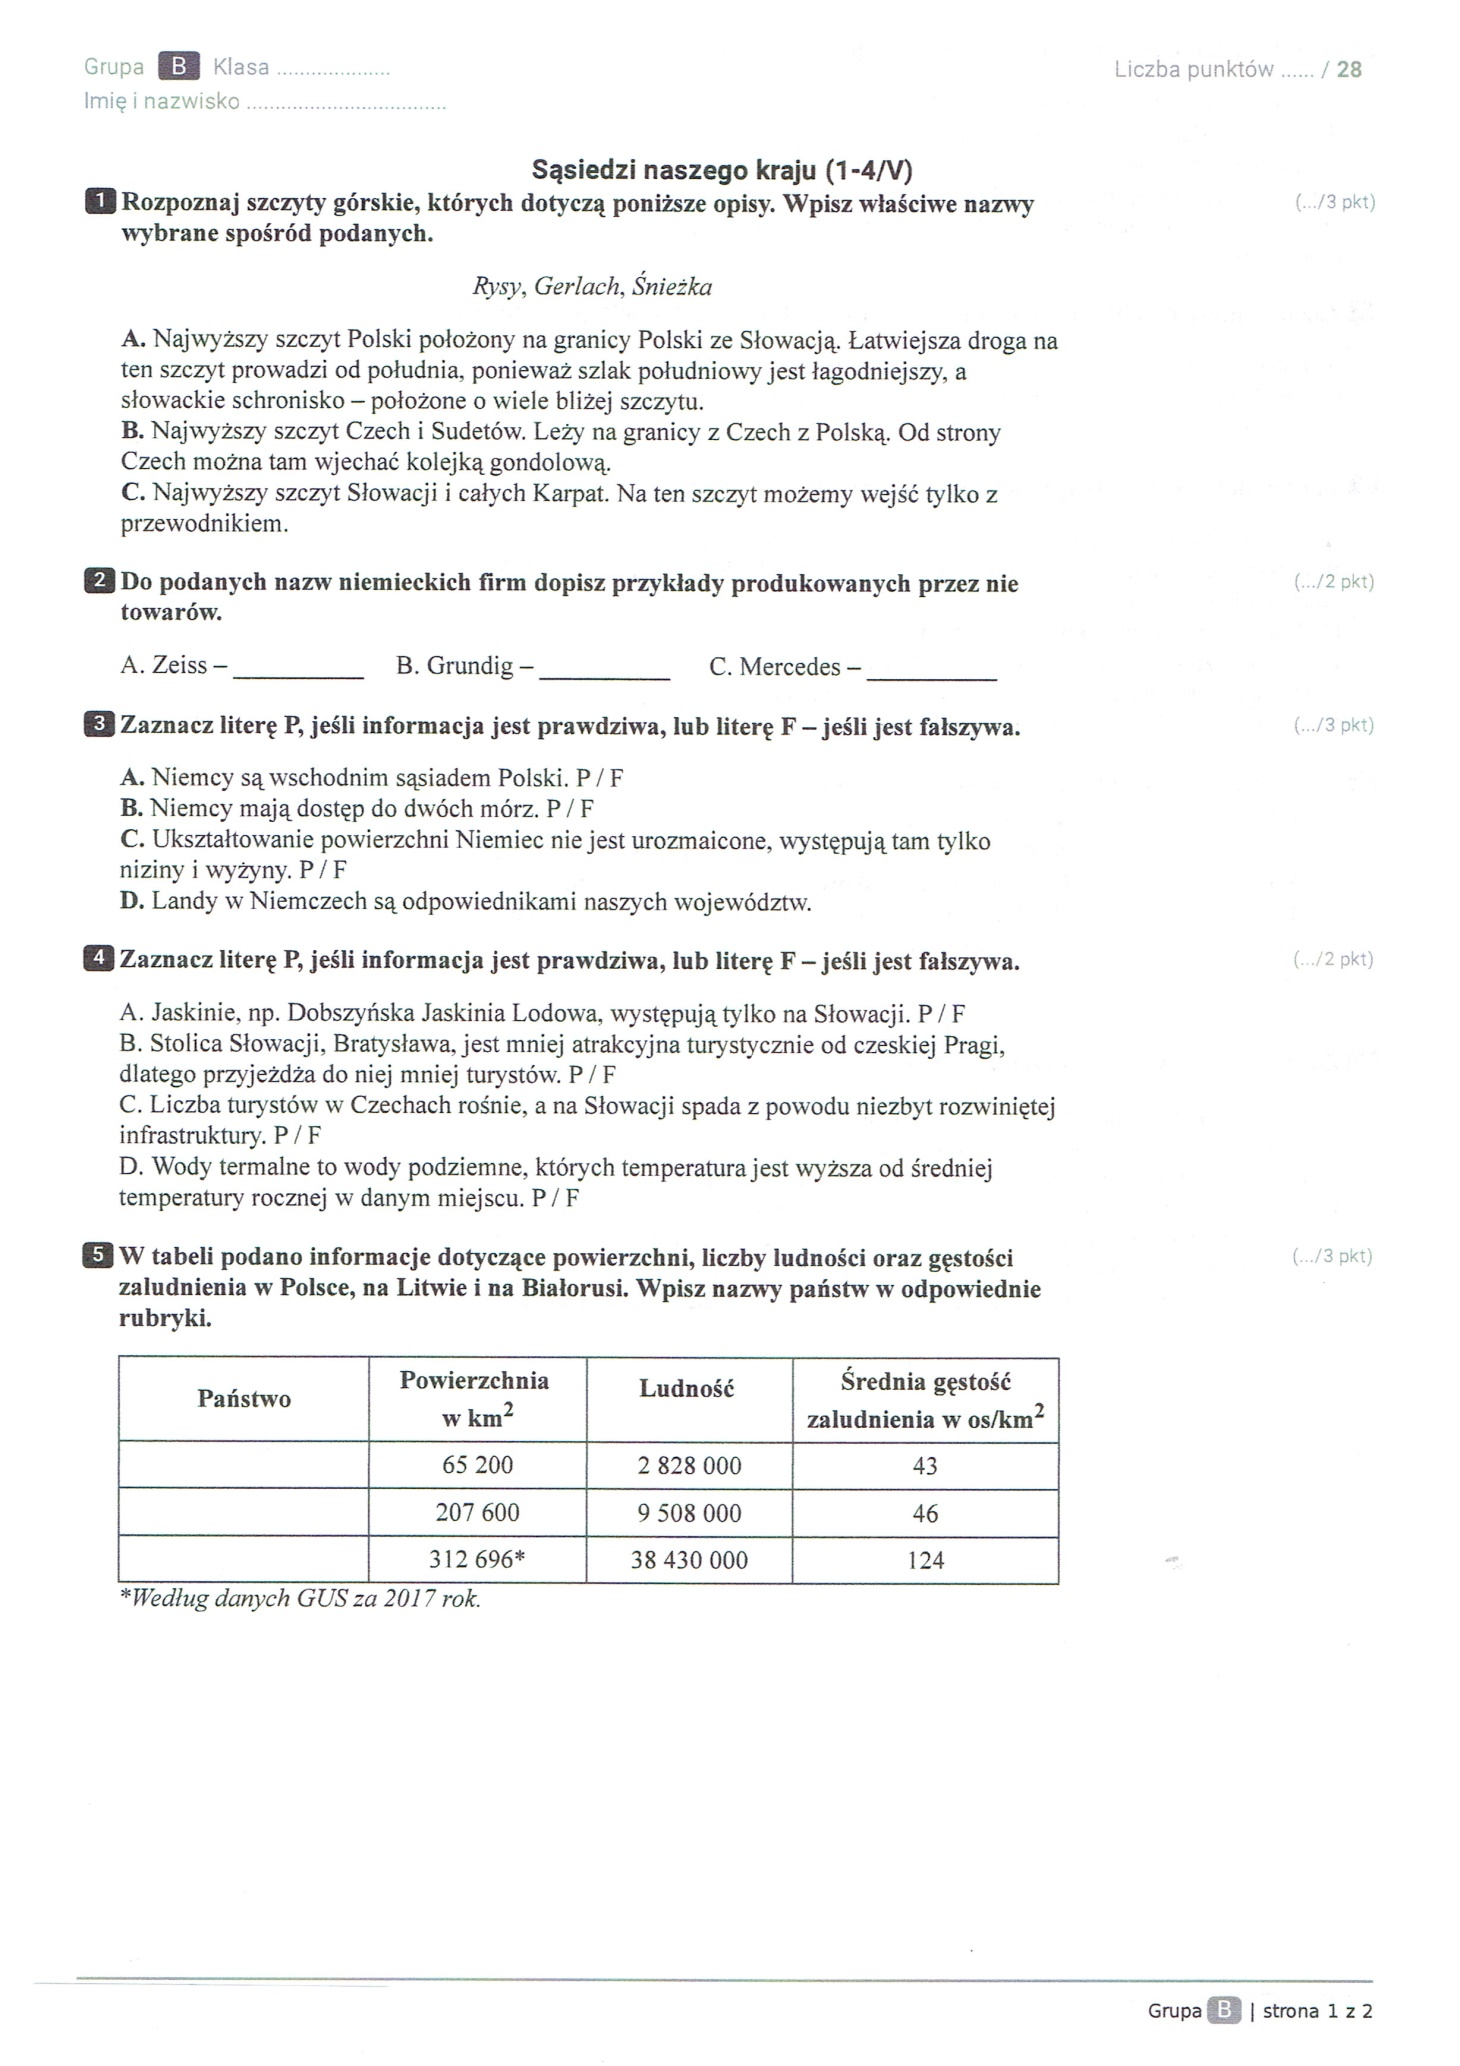 Grupa B Klasa ....................
Liczba punktów ...... / 28
Imię i nazwisko ...................................
Sąsiedzi naszego kraju (1-4/V)
1 Rozpoznaj szczyty górskie, których dotyczą poniższe opisy. Wpisz właściwe nazwy
(.../3 pkt)
wybrane spośród podanych.
Rysy, Gerlach, Śnieżka
A. Najwyższy szczyt Polski położony na granicy Polski ze Słowacją. Łatwiejsza droga na
ten szczyt prowadzi od południa, ponieważ szlak południowy jest łagodniejszy, a
słowackie schronisko – położone o wiele bliżej szczytu.
B. Najwyższy szczyt Czech i Sudetów. Leży na granicy z Czech z Polską. Od strony
Czech można tam wjechać kolejką gondolową.
C. Najwyższy szczyt Słowacji i całych Karpat. Na ten szczyt możemy wejść tylko z
przewodnikiem.
2 Do podanych nazw niemieckich firm dopisz przykłady produkowanych przez nie
(.../2 pkt)
towarów.
A. Zeiss – ____________ B. Grundig – ____________ C. Mercedes – ____________
3 Zaznacz literę P, jeśli informacja jest prawdziwa, lub literę F – jeśli jest fałszywa.
(.../3 pkt)
A. Niemcy są wschodnim sąsiadem Polski. P / F
B. Niemcy mają dostęp do dwóch mórz. P / F
C. Ukształtowanie powierzchni Niemiec nie jest urozmaicone, występują tam tylko
niziny i wyżyny. P / F
D. Landy w Niemczech są odpowiednikami naszych województw.
4 Zaznacz literę P, jeśli informacja jest prawdziwa, lub literę F – jeśli jest fałszywa.
(.../2 pkt)
A. Jaskinie, np. Dobszyńska Jaskinia Lodowa, występują tylko na Słowacji. P / F
B. Stolica Słowacji, Bratysława, jest mniej atrakcyjna turystycznie od czeskiej Pragi,
dlatego przyjeżdża do niej mniej turystów. P / F
C. Liczba turystów w Czechach rośnie, a na Słowacji spada z powodu niezbyt rozwiniętej
infrastruktury. P / F
D. Wody termalne to wody podziemne, których temperatura jest wyższa od średniej
temperatury rocznej w danym miejscu. P / F
5 W tabeli podano informacje dotyczące powierzchni, liczby ludności oraz gęstości
(.../3 pkt)
zaludnienia w Polsce, na Litwie i na Białorusi. Wpisz nazwy państw w odpowiednie
rubryki.
Państwo
Powierzchnia
w km²
Ludność
Średnia gęstość
zaludnienia w os/km²
65 200 2 828 000 43
207 600 9 508 000 46
312 696* 38 430 000 124
*Według danych GUS za 2017 rok.
Grupa B | strona 1 z 2